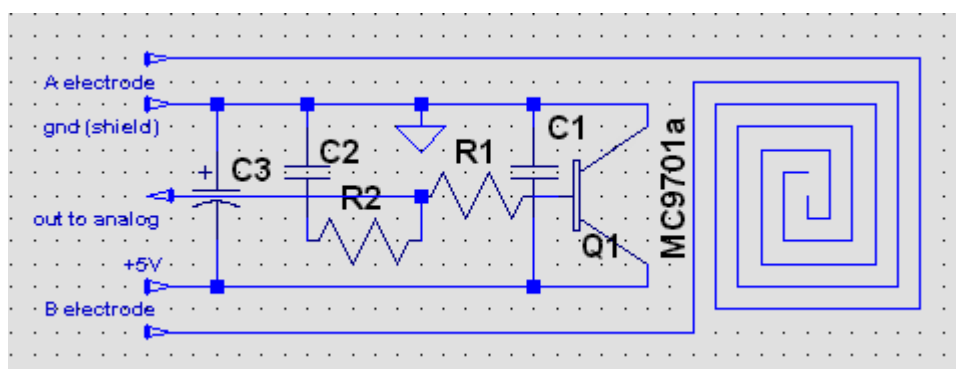 A electrode
gnd (shield)
C3
+
C2
R2
R1
C1
Q1
MC9701a
out to analog
+5V
B electrode